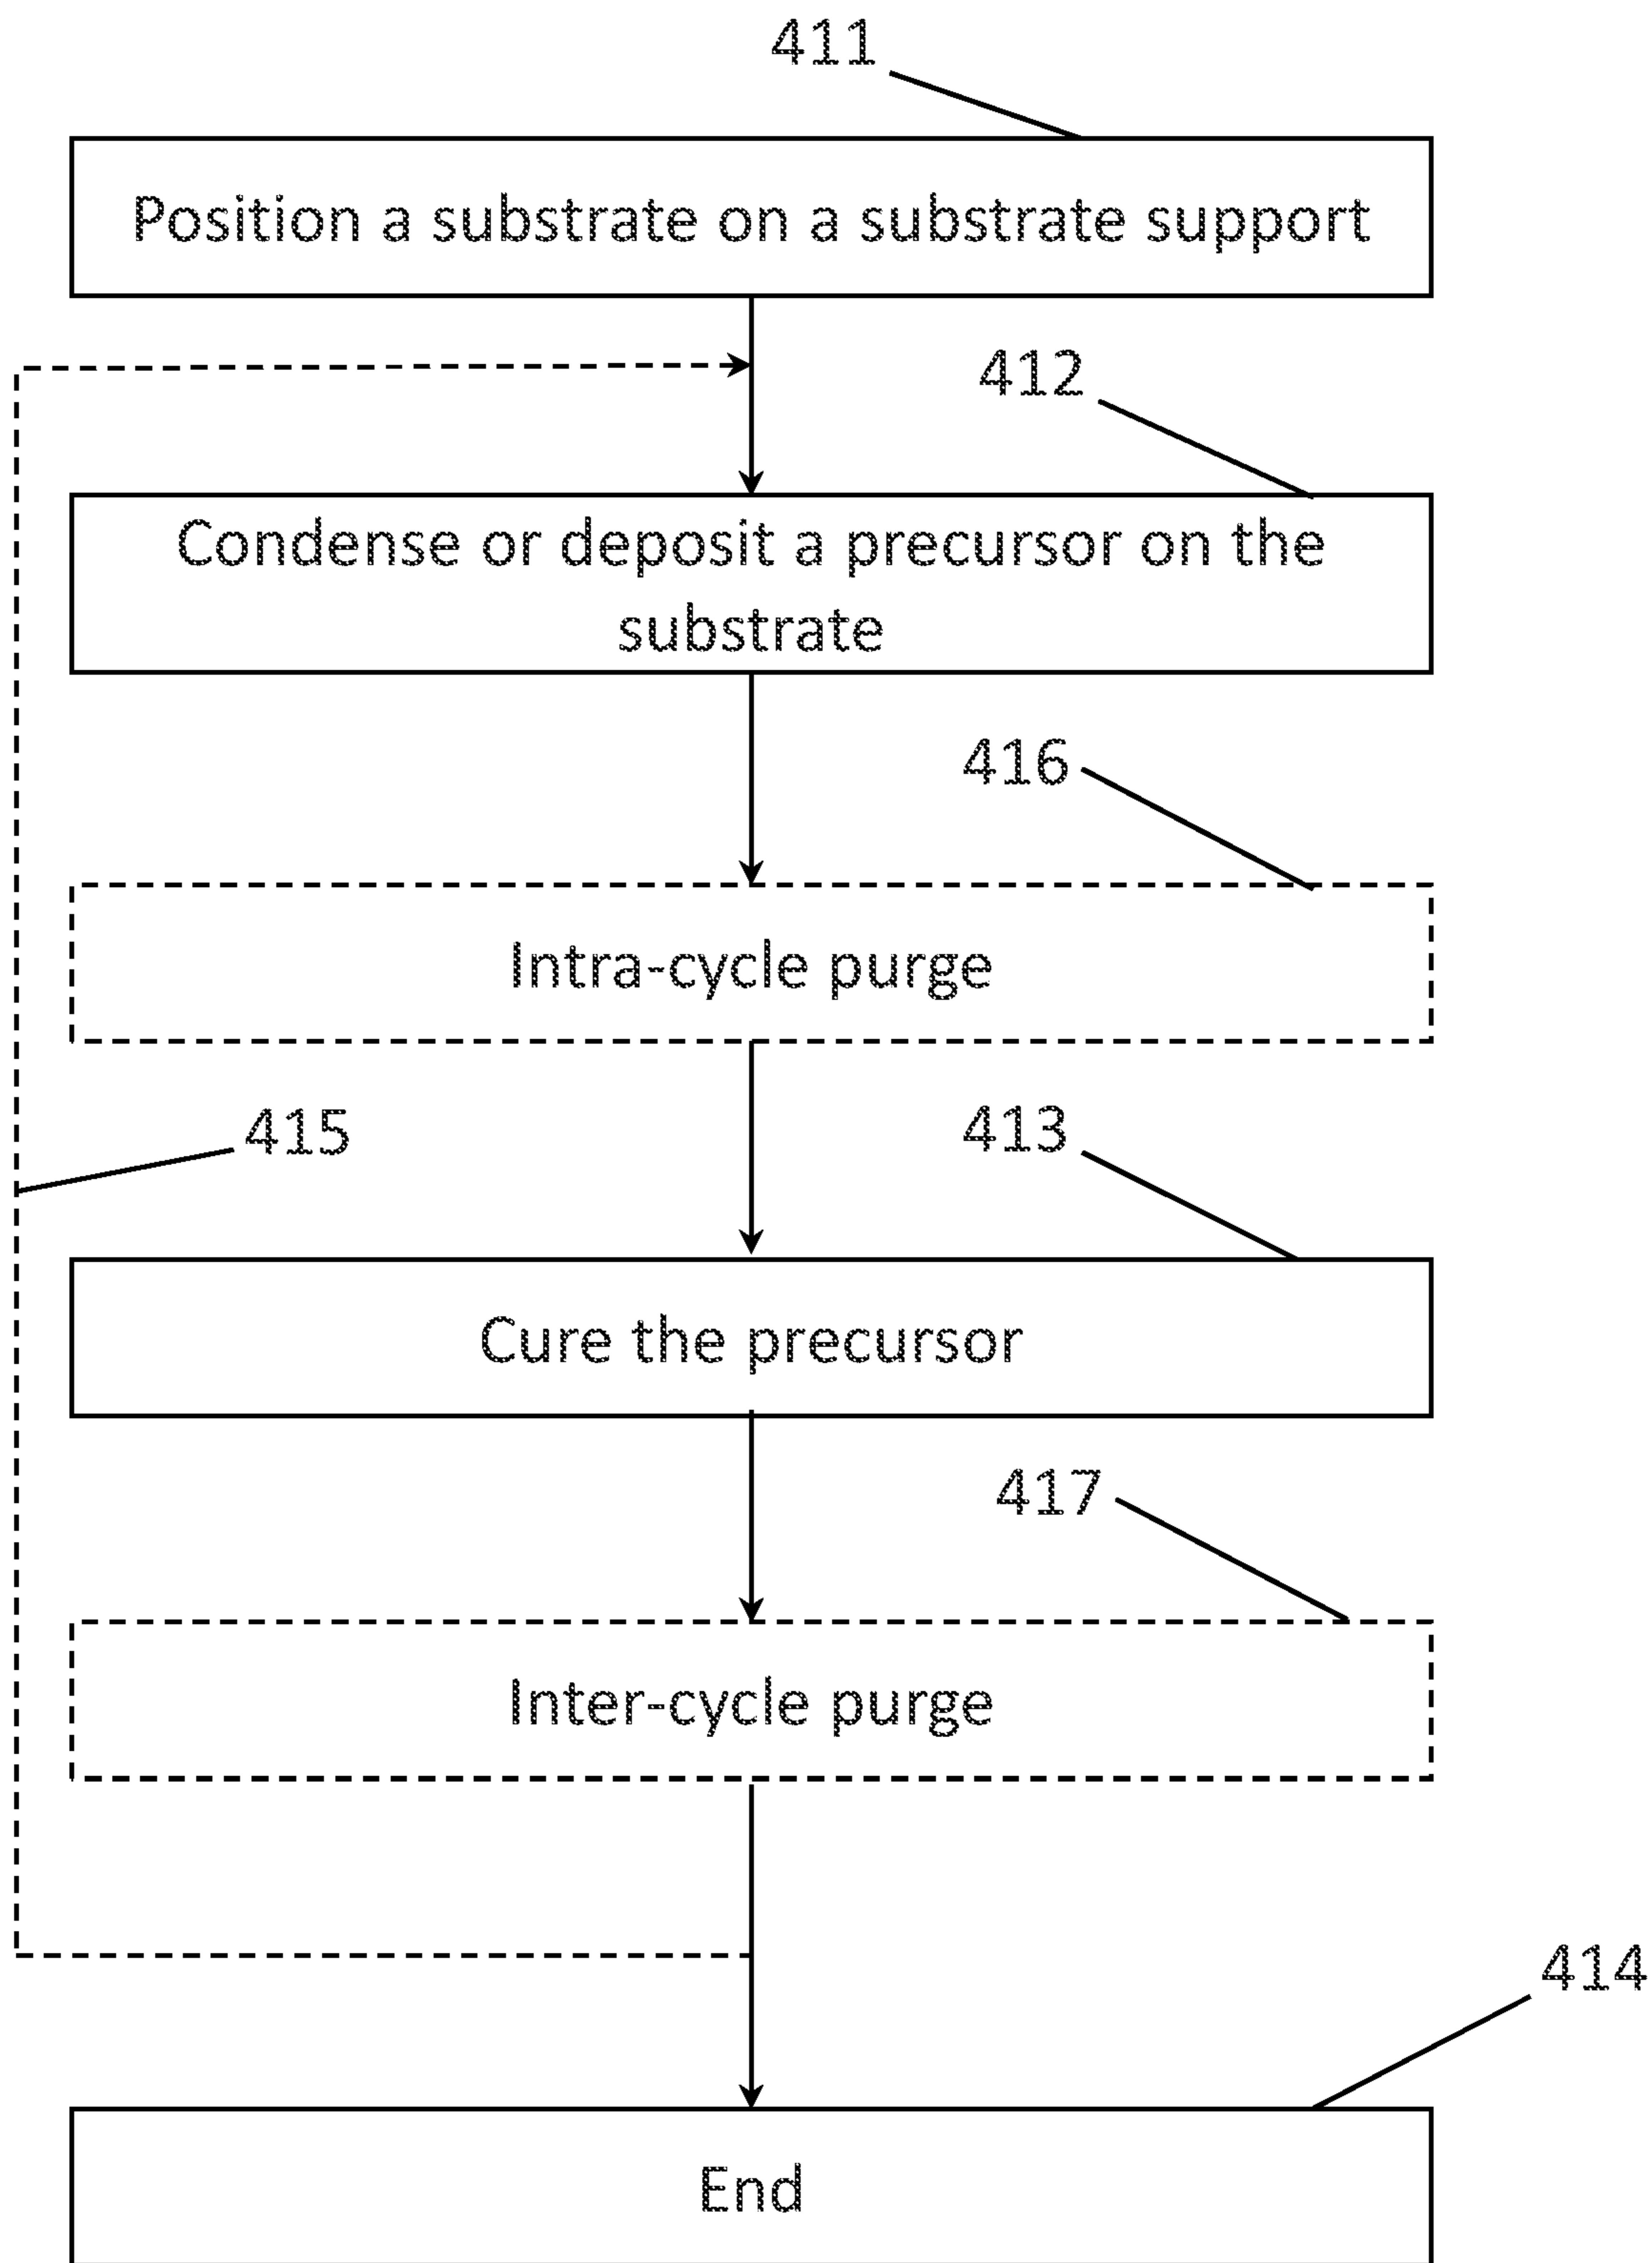 411
Position a substrate on a substrate support
412
Condense or deposit a precursor on the
substrate
416
Intra-cycle purge
415
413
Cure the precursor
417
Inter-cycle purge
414
End